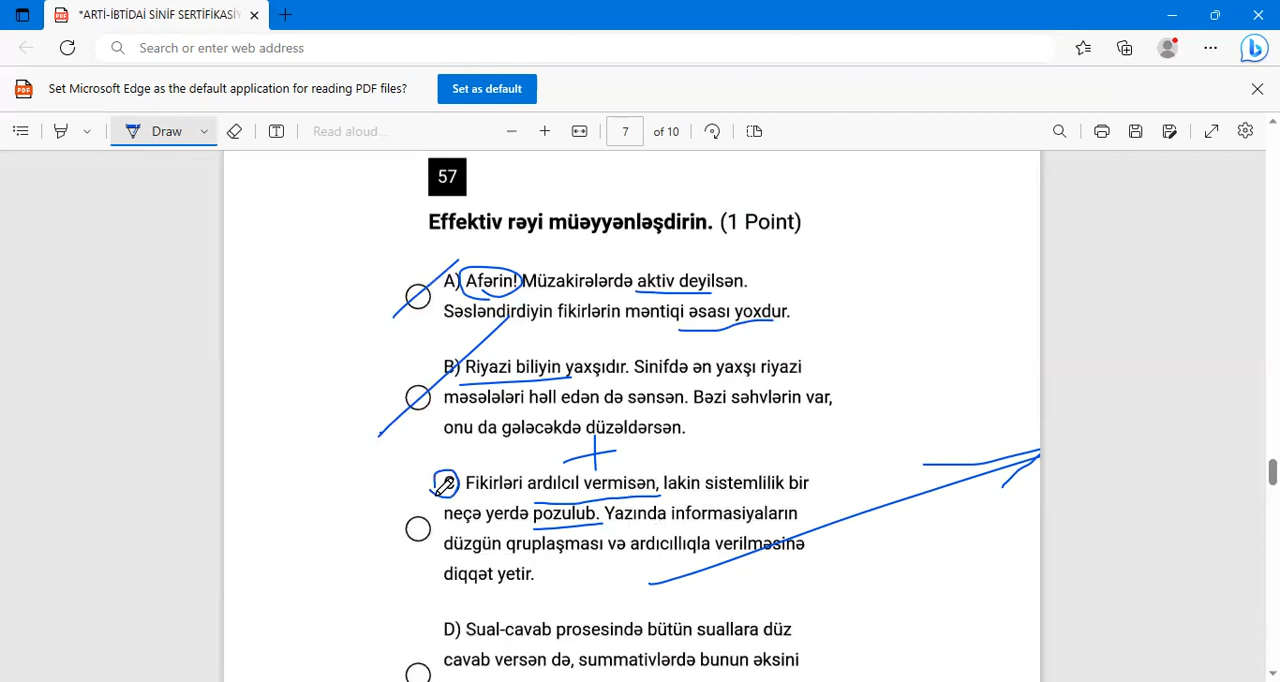 *ARTİ-İBTİDAİ SİNİF SERTİFİKASİY
Search or enter web address
Set Microsoft Edge as the default application for reading PDF files?
Set as default
Draw
Read aloud...
7 of 10
57
Effektiv rəyi müəyyənləşdirin. (1 Point)
A) Afərin! Müzakirələrdə aktiv deyilsən.
Səsləndirdiyin fikirlərin məntiqi əsası yoxdur.
B) Riyazi biliyin yaxşıdır. Sinifdə ən yaxşı riyazi
məsələləri həll edən də sənsən. Bəzi səhvlərin var,
onu da gələcəkdə düzəldərsən.
Fikirləri ardılcıl vermisən, lakin sistemlilik bir
neçə yerdə pozulub. Yazında informasiyaların
düzgün qruplaşması və ardıcıllıqla verilməsinə
diqqət yetir.
D) Sual-cavab prosesində bütün suallara düz
cavab versən də, summativlərdə bunun əksini